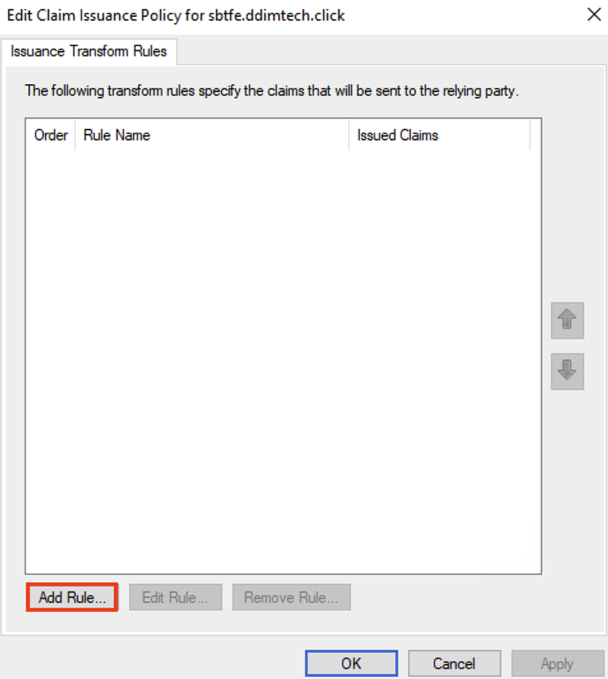 Edit Claim Issuance Policy for sbtfe.ddimtech.click
Issuance Transform Rules
The following transform rules specify the claims that will be sent to the relying party.
Order Rule Name Issued Claims
Add Rule... Edit Rule... Remove Rule...
OK Cancel Apply